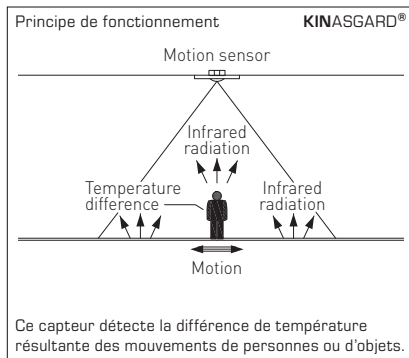 Principe de fonctionnement KINASGARD®
Motion sensor
Infrared
radiation
Temperature
difference
Infrared
radiation
Motion
Ce capteur détecte la différence de température
résultante des mouvements de personnes ou d'objets.